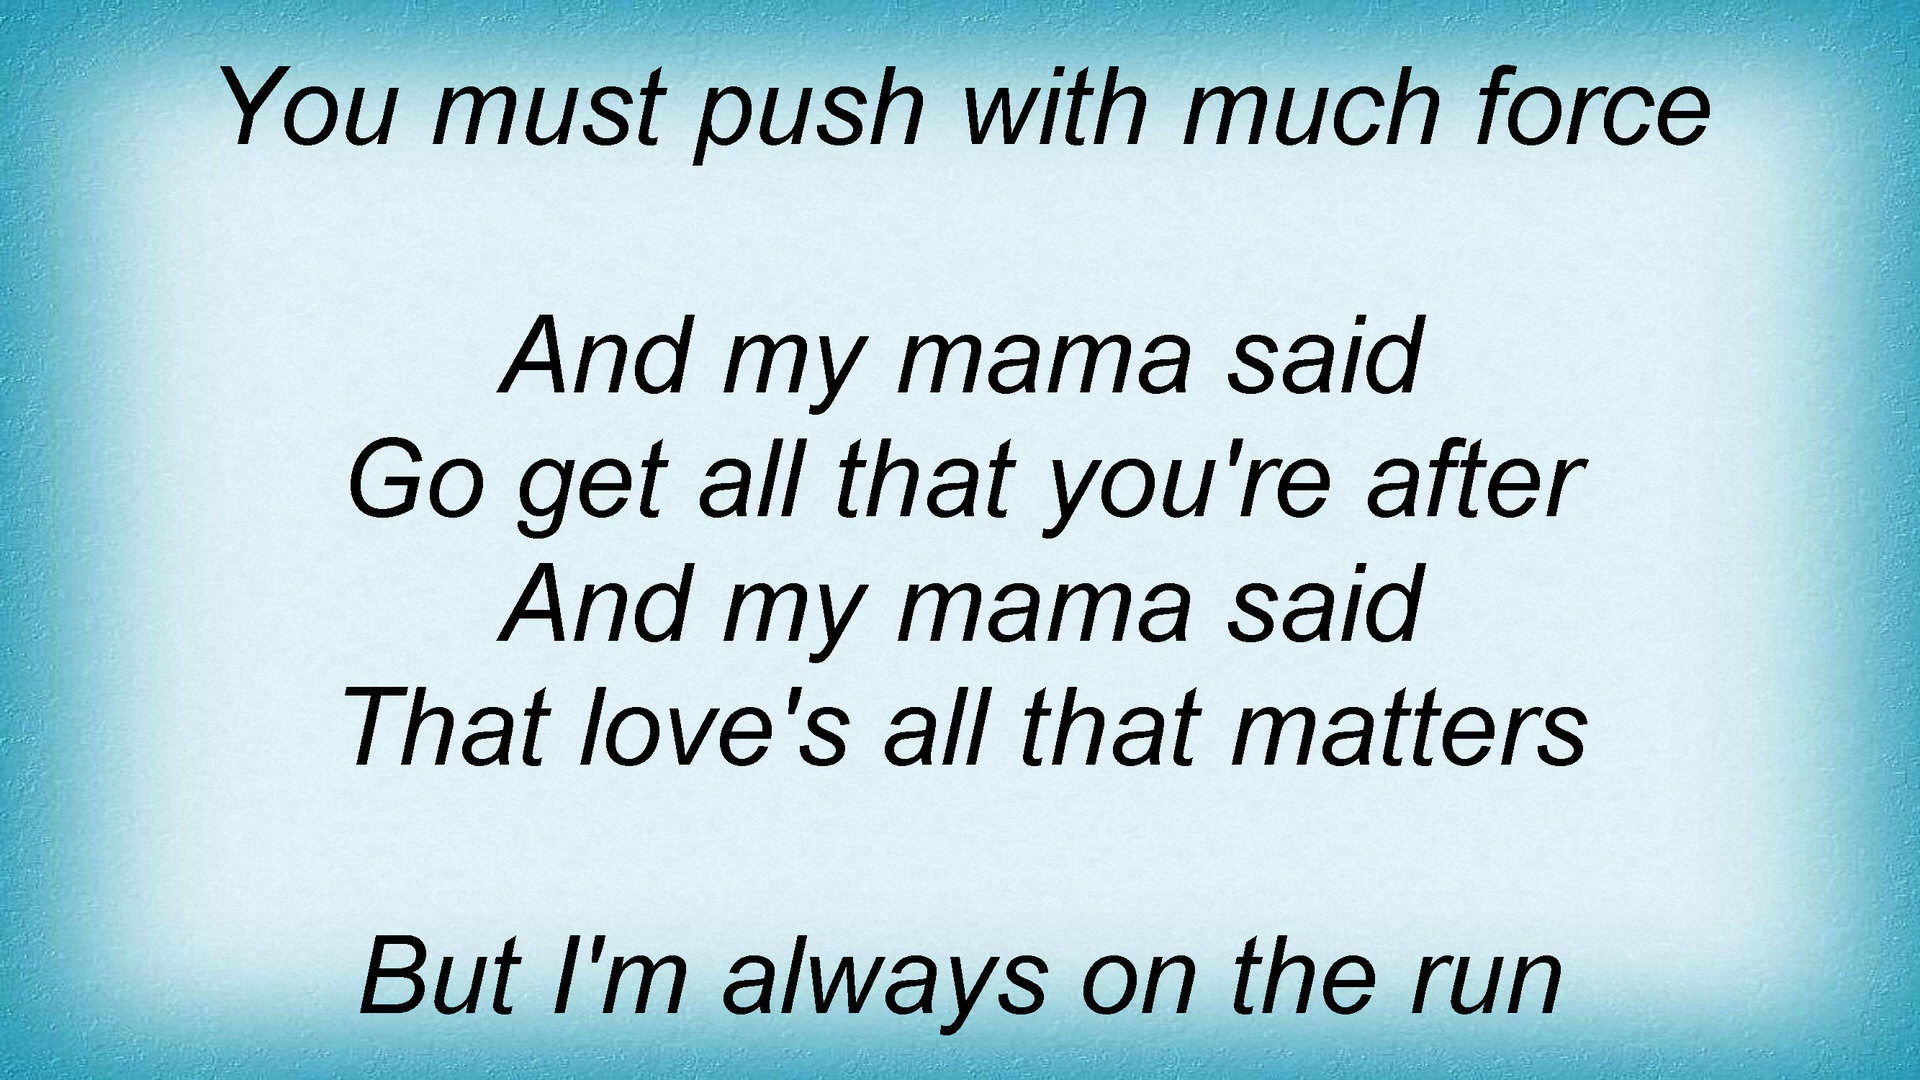 You must push with much force
And my mama said
Go get all that you're after
And my mama said
That love's all that matters
But I'm always on the run